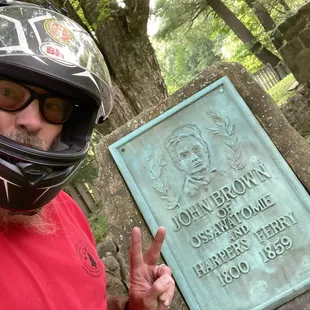 JOHN BROWN
OF
OSSAWATOMIE
AND
HARPERS FERRY
1800 1859